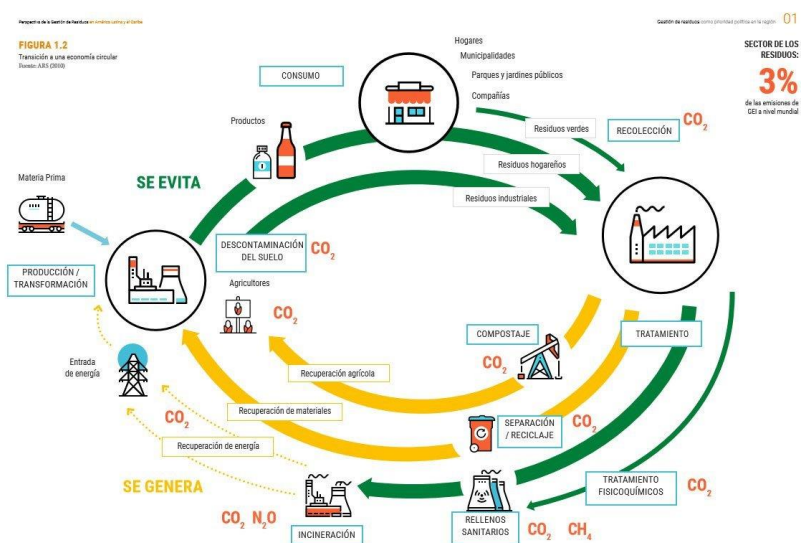 Perspectiva de la Gestión de Residuos en América Latina y el Caribe
Gestión de residuos como prioridad política en la región 01
FIGURA 1.2
Transición a una economía circular
Fuente: ARS (2010)
SECTOR DE LOS
RESIDUOS:
3%
de las emisiones de
GEI a nivel mundial
Hogares
Municipalidades
Parques y jardines públicos
Compañías
CONSUMO
Productos
Residuos verdes
RECOLECCIÓN
CO2
Residuos hogareños
Residuos industriales
SE EVITA
Materia Prima
DESCONTAMINACIÓN
DEL SUELO
CO2
PRODUCCIÓN /
TRANSFORMACIÓN
Agricultores
CO2
COMPOSTAJE
CO2
TRATAMIENTO
Entrada
de energía
Recuperación agrícola
Recuperación de materiales
CO2
Recuperación de energía
SEPARACIÓN
/ RECICLAJE
CO2
SE GENERA
TRATAMIENTO
FISICOQUÍMICOS
CO2
CO2 N2O
INCINERACIÓN
RELLENOS
SANITARIOS
CO2 CH4